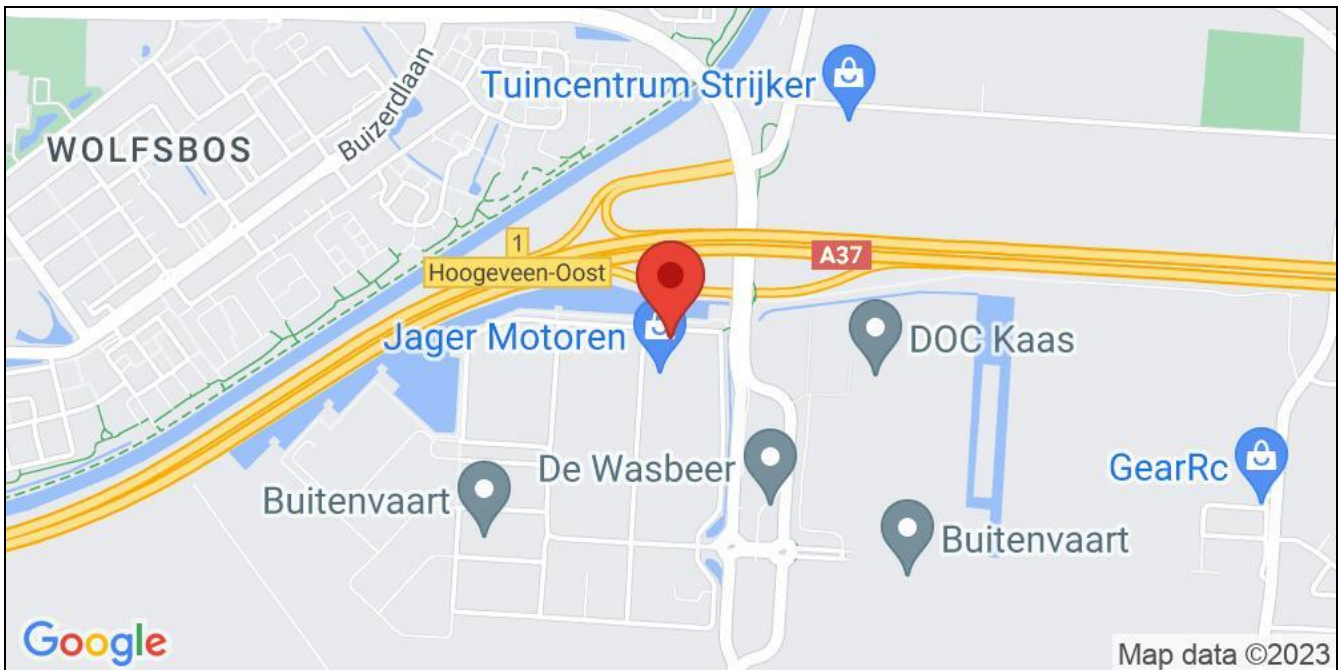 Tuincentrum Strijker
Buizerdlaan
WOLFSBOS
1
Hoogeveen-Oost
A37
Jager Motoren
DOC Kaas
De Wasbeer
GearRc
Buitenvaart
Buitenvaart
Google
Map data ©2023